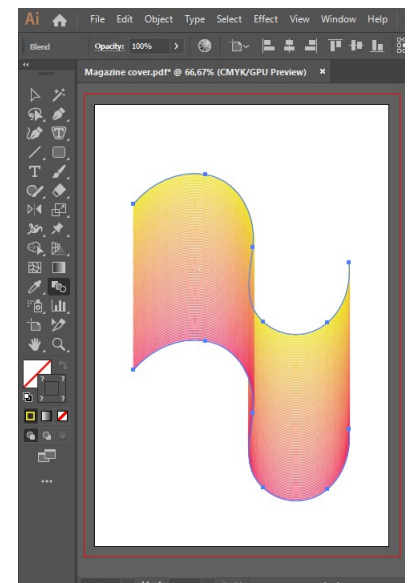 Ai File Edit Object Type Select Effect View Window Help
Blend Opacity: 100%
Magazine cover.pdf* @ 66,67% (CMYK/GPU Preview) ×